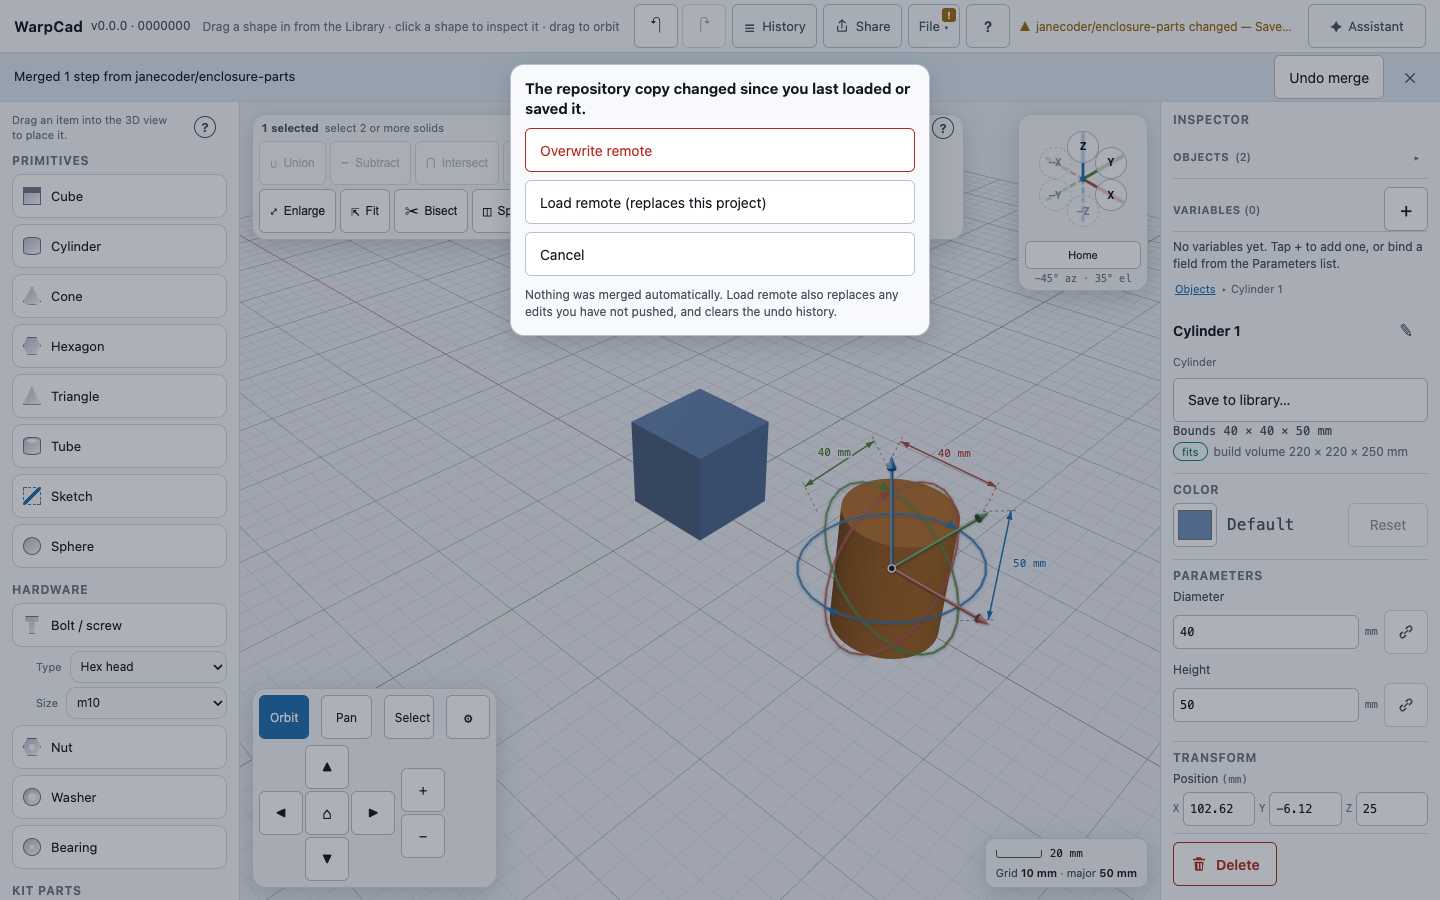 WarpCad v0.0.0 · 0000000 Drag a shape in from the Library · click a shape to inspect it · drag to orbit History Share File ▾ ! ? ▲ janecoder/enclosure-parts changed — Save… Assistant
Merged 1 step from janecoder/enclosure-parts Undo merge ×
The repository copy changed since you last loaded or
saved it.
Overwrite remote
Load remote (replaces this project)
Cancel
Nothing was merged automatically. Load remote also replaces any
edits you have not pushed, and clears the undo history.
Drag an item into the 3D view
to place it.
?
PRIMITIVES
Cube
Cylinder
Cone
Hexagon
Triangle
Tube
Sketch
Sphere
HARDWARE
Bolt / screw
Type Hex head
Size m10
Nut
Washer
Bearing
KIT PARTS
1 selected select 2 or more solids
?
∪ Union − Subtract ∩ Intersect
Enlarge Fit Bisect Sp
40 mm
40 mm
50 mm
Orbit Pan Select
+
−
Z
−X Y
−Y X
−Z
Home
−45° az · 35° el
20 mm
Grid 10 mm · major 50 mm
INSPECTOR
OBJECTS (2)
VARIABLES (0) +
No variables yet. Tap + to add one, or bind a
field from the Parameters list.
Objects ▸ Cylinder 1
Cylinder 1
Cylinder
Save to library…
Bounds 40 × 40 × 50 mm
fits build volume 220 × 220 × 250 mm
COLOR
Default Reset
PARAMETERS
Diameter
40 mm
Height
50 mm
TRANSFORM
Position (mm)
X 102.62 Y −6.12 Z 25
Delete